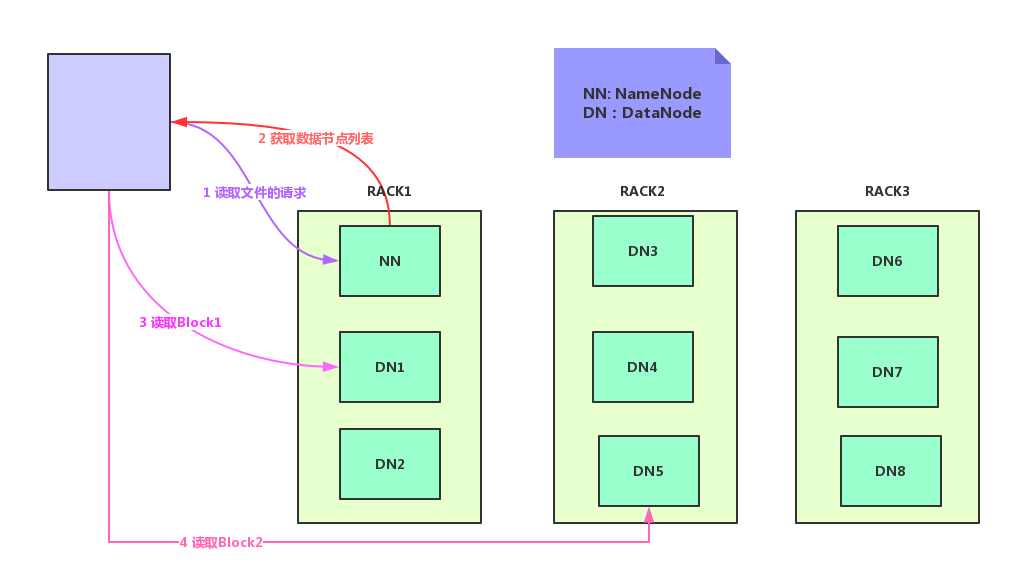 NN: NameNode
DN：DataNode
2 获取数据节点列表
1 读取文件的请求
RACK1
RACK2
RACK3
NN
DN3
DN6
3 读取Block1
DN1
DN4
DN7
DN2
DN5
DN8
4 读取Block2